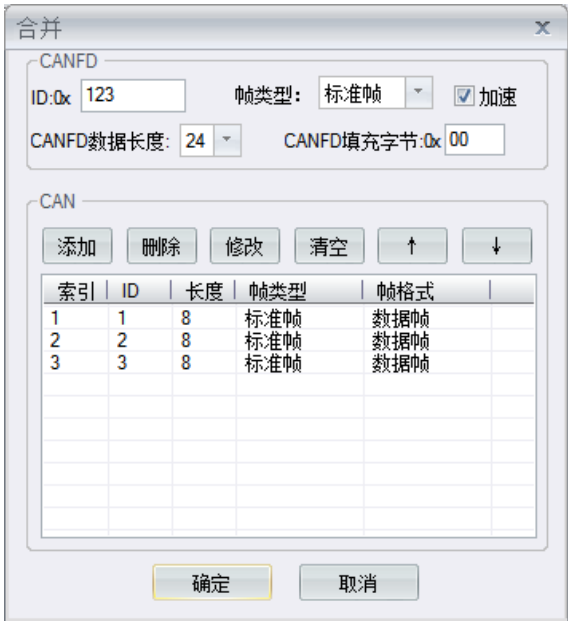 合并 x
CANFD
ID:0x 123 帧类型： 标准帧 加速
CANFD数据长度: 24 CANFD填充字节:0x 00
CAN
添加 删除 修改 清空 ↑ ↓
索引 ID 长度 帧类型 帧格式
1 1 8 标准帧 数据帧
2 2 8 标准帧 数据帧
3 3 8 标准帧 数据帧
确定 取消